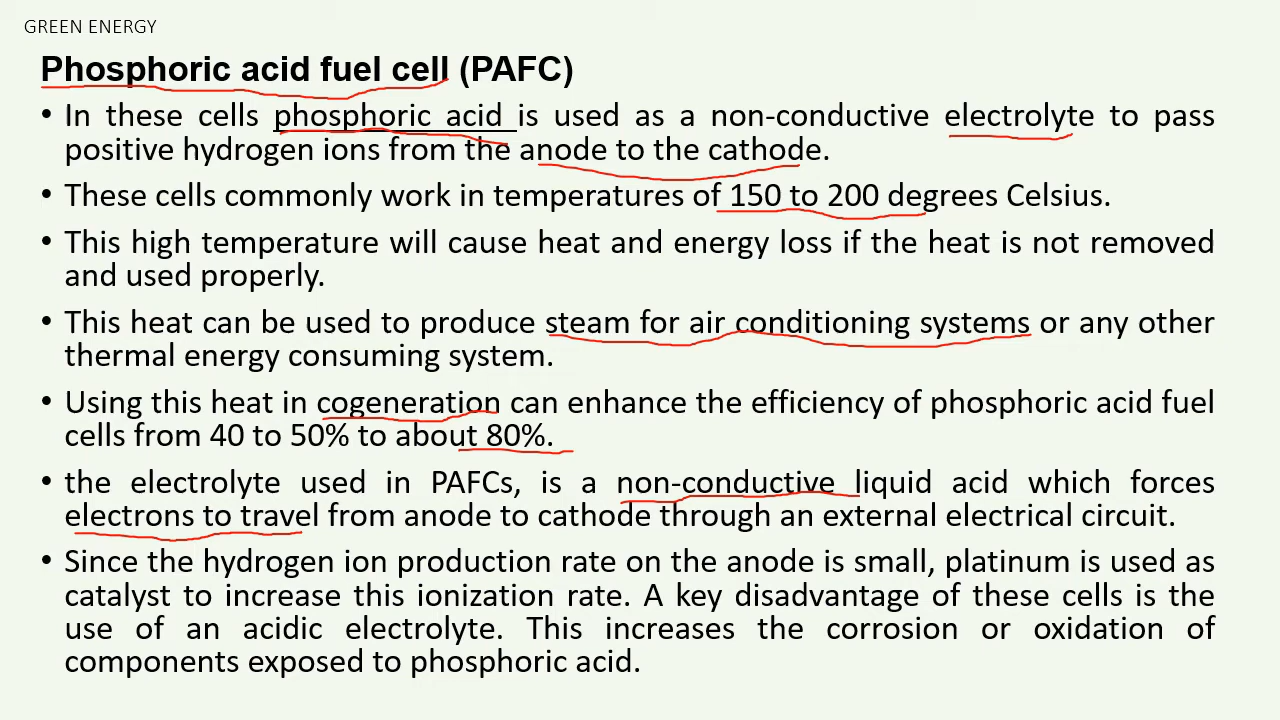 GREEN ENERGY
Phosphoric acid fuel cell (PAFC)
• In these cells phosphoric acid is used as a non-conductive electrolyte to pass
positive hydrogen ions from the anode to the cathode.
• These cells commonly work in temperatures of 150 to 200 degrees Celsius.
• This high temperature will cause heat and energy loss if the heat is not removed
and used properly.
• This heat can be used to produce steam for air conditioning systems or any other
thermal energy consuming system.
• Using this heat in cogeneration can enhance the efficiency of phosphoric acid fuel
cells from 40 to 50% to about 80%.
• the electrolyte used in PAFCs, is a non-conductive liquid acid which forces
electrons to travel from anode to cathode through an external electrical circuit.
• Since the hydrogen ion production rate on the anode is small, platinum is used as
catalyst to increase this ionization rate. A key disadvantage of these cells is the
use of an acidic electrolyte. This increases the corrosion or oxidation of
components exposed to phosphoric acid.